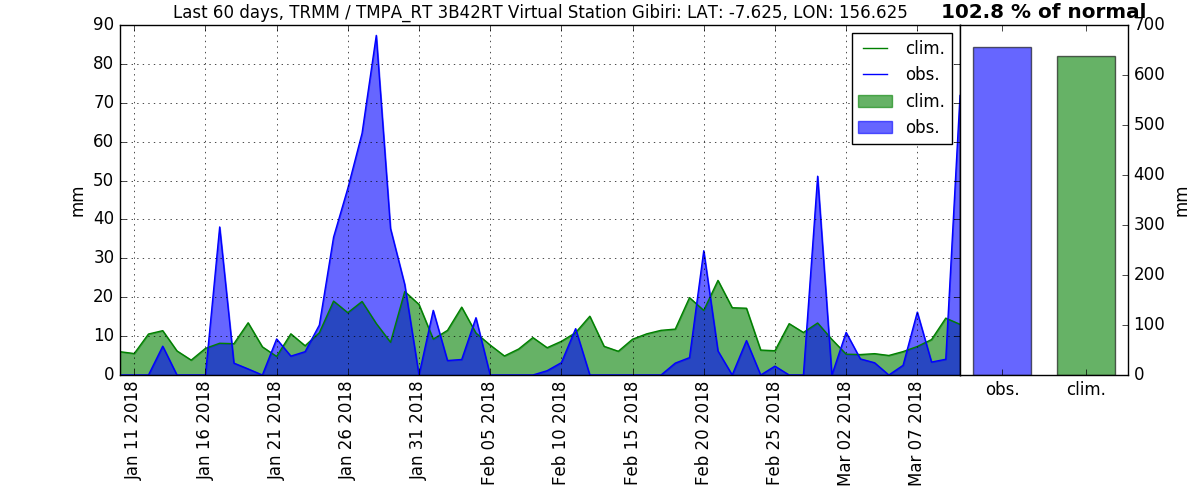 Last 60 days, TRMM / TMPA_RT 3B42RT Virtual Station Gibiri: LAT: -7.625, LON: 156.625
102.8 % of normal
90
80
70
60
50
40
30
20
10
0
mm
clim.
obs.
clim.
obs.
700
600
500
400
300
200
100
0
mm
obs.
clim.
Jan 11 2018
Jan 16 2018
Jan 21 2018
Jan 26 2018
Jan 31 2018
Feb 05 2018
Feb 10 2018
Feb 15 2018
Feb 20 2018
Feb 25 2018
Mar 02 2018
Mar 07 2018